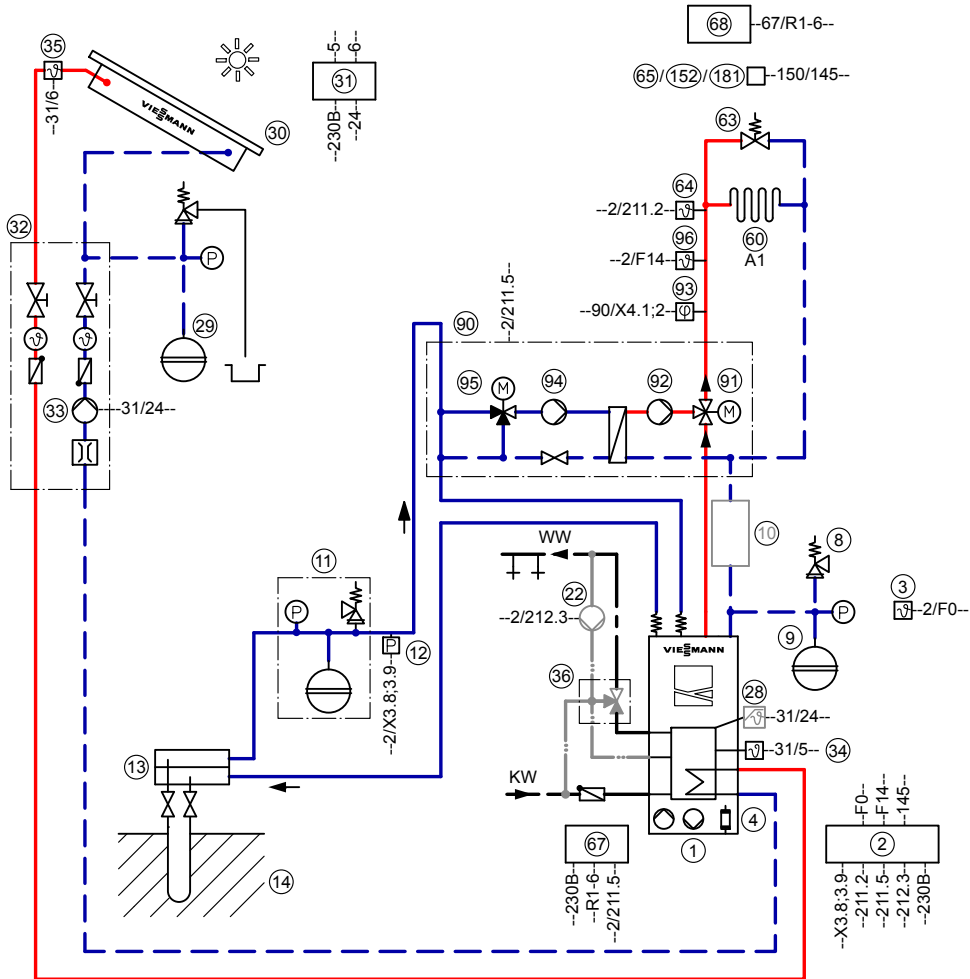 68
--67/R1-6--
35
65/152/181
--150/145--
--31/6--
VIESSMANN
30
--5---
--6---
31
--230B--
--24---
63
64
--2/211.2--
60
A1
96
--2/F14--
93
--90/X4.1;2--
φ
32
P
29
ϑ
ϑ
33
---31/24--
90
--2/211.5--
95
M
94
92
91
M
10
WW
8
11
22
--2/212.3--
P
P
12
--2/X3.8;3.9--
P
9
3
ϑ
--2/F0--
VIESSMANN
36
28
--31/24--
ϑ
--31/5--
34
13
KW
4
1
67
--230B--
--R1-6--
--2/211.5--
14
--F0--
--F14--
--145--
2
--X3.8;3.9--
--211.2--
--211.5--
--212.3--
--230B--